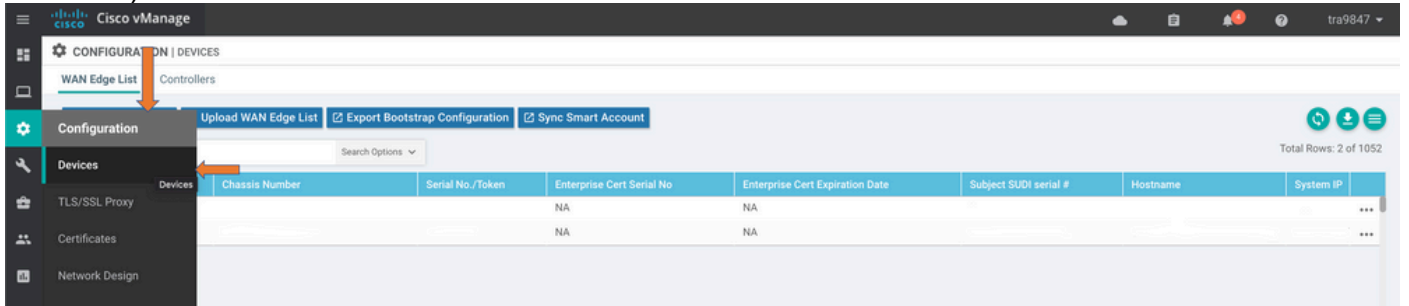 cisco Cisco vManage tra9847
CONFIGURATION | DEVICES
WAN Edge List Controllers
Configuration Upload WAN Edge List Export Bootstrap Configuration Sync Smart Account
Search Options Total Rows: 2 of 1052
Devices
Devices Chassis Number Serial No./Token Enterprise Cert Serial No Enterprise Cert Expiration Date Subject SUDI serial # Hostname System IP
TLS/SSL Proxy NA NA ...
Certificates NA NA ...
Network Design